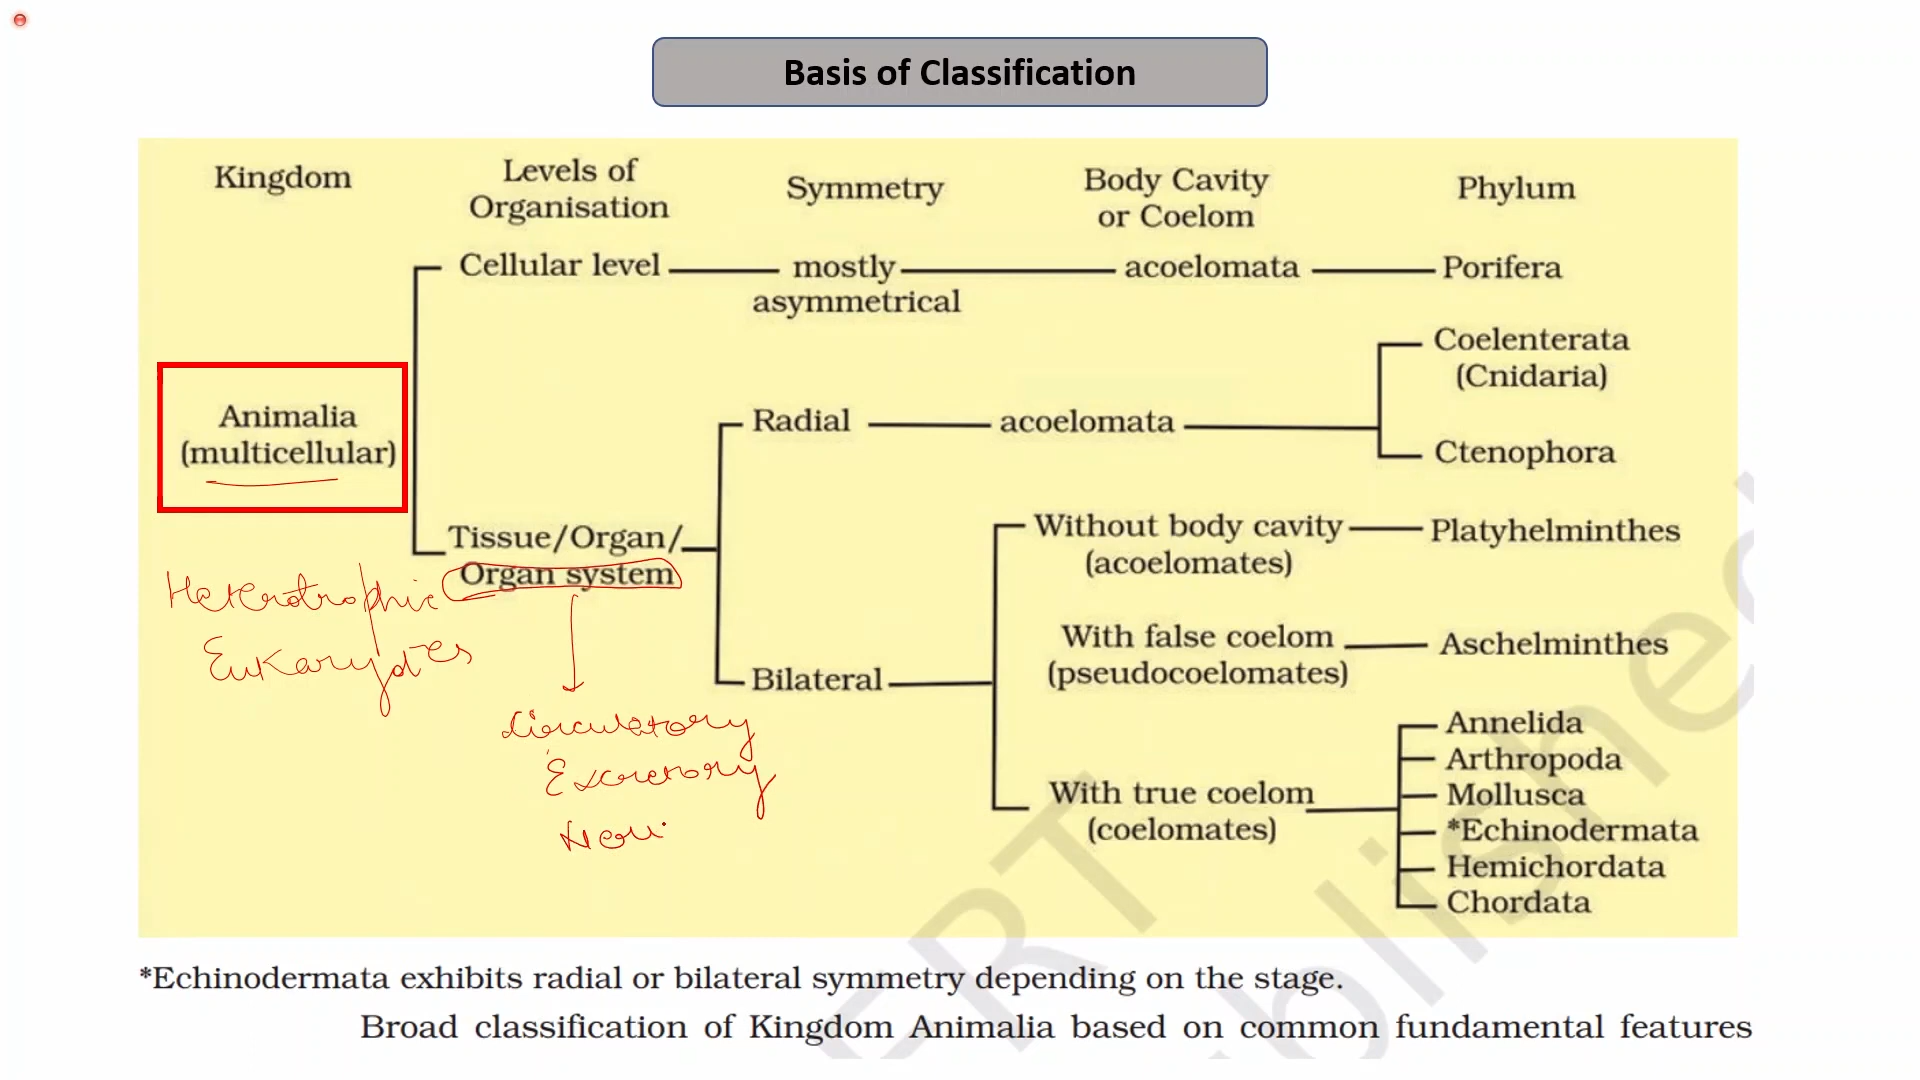 Basis of Classification
Kingdom
Levels of
Organisation
Symmetry
Body Cavity
or Coelom
Phylum
Cellular level
mostly
asymmetrical
acoelomata
Porifera
Animalia
(multicellular)
Tissue/Organ/
Organ system
Radial
acoelomata
Coelenterata
(Cnidaria)
Ctenophora
Bilateral
Without body cavity
(acoelomates)
Platyhelminthes
With false coelom
(pseudocoelomates)
Aschelminthes
With true coelom
(coelomates)
Annelida
Arthropoda
Mollusca
*Echinodermata
Hemichordata
Chordata
Heterotrophic
Eukaryotes
Circulatory
Excretory
*Echinodermata exhibits radial or bilateral symmetry depending on the stage.
Broad classification of Kingdom Animalia based on common fundamental features